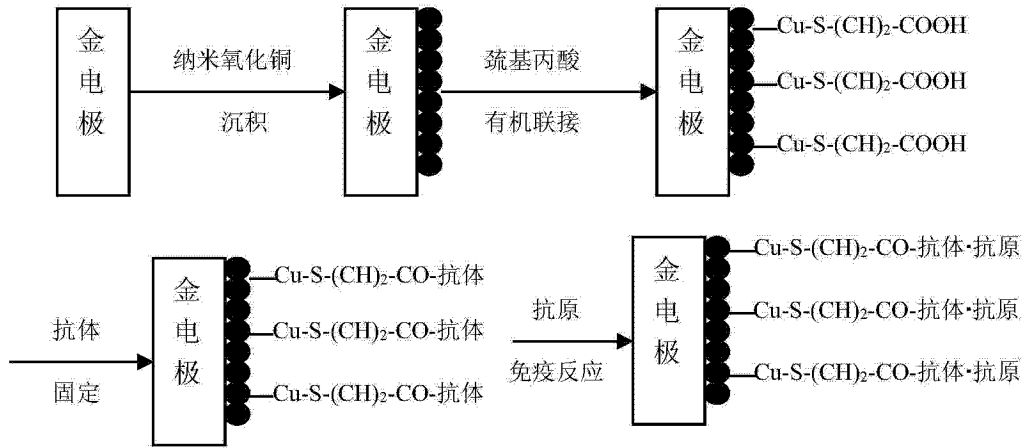 金电极
纳米氧化铜
沉积
金电极
巯基丙酸
有机联接
金电极
Cu-S-(CH)₂-COOH
Cu-S-(CH)₂-COOH
Cu-S-(CH)₂-COOH
抗体
固定
金电极
Cu-S-(CH)₂-CO-抗体
Cu-S-(CH)₂-CO-抗体
Cu-S-(CH)₂-CO-抗体
抗原
免疫反应
金电极
Cu-S-(CH)₂-CO-抗体·抗原
Cu-S-(CH)₂-CO-抗体·抗原
Cu-S-(CH)₂-CO-抗体·抗原